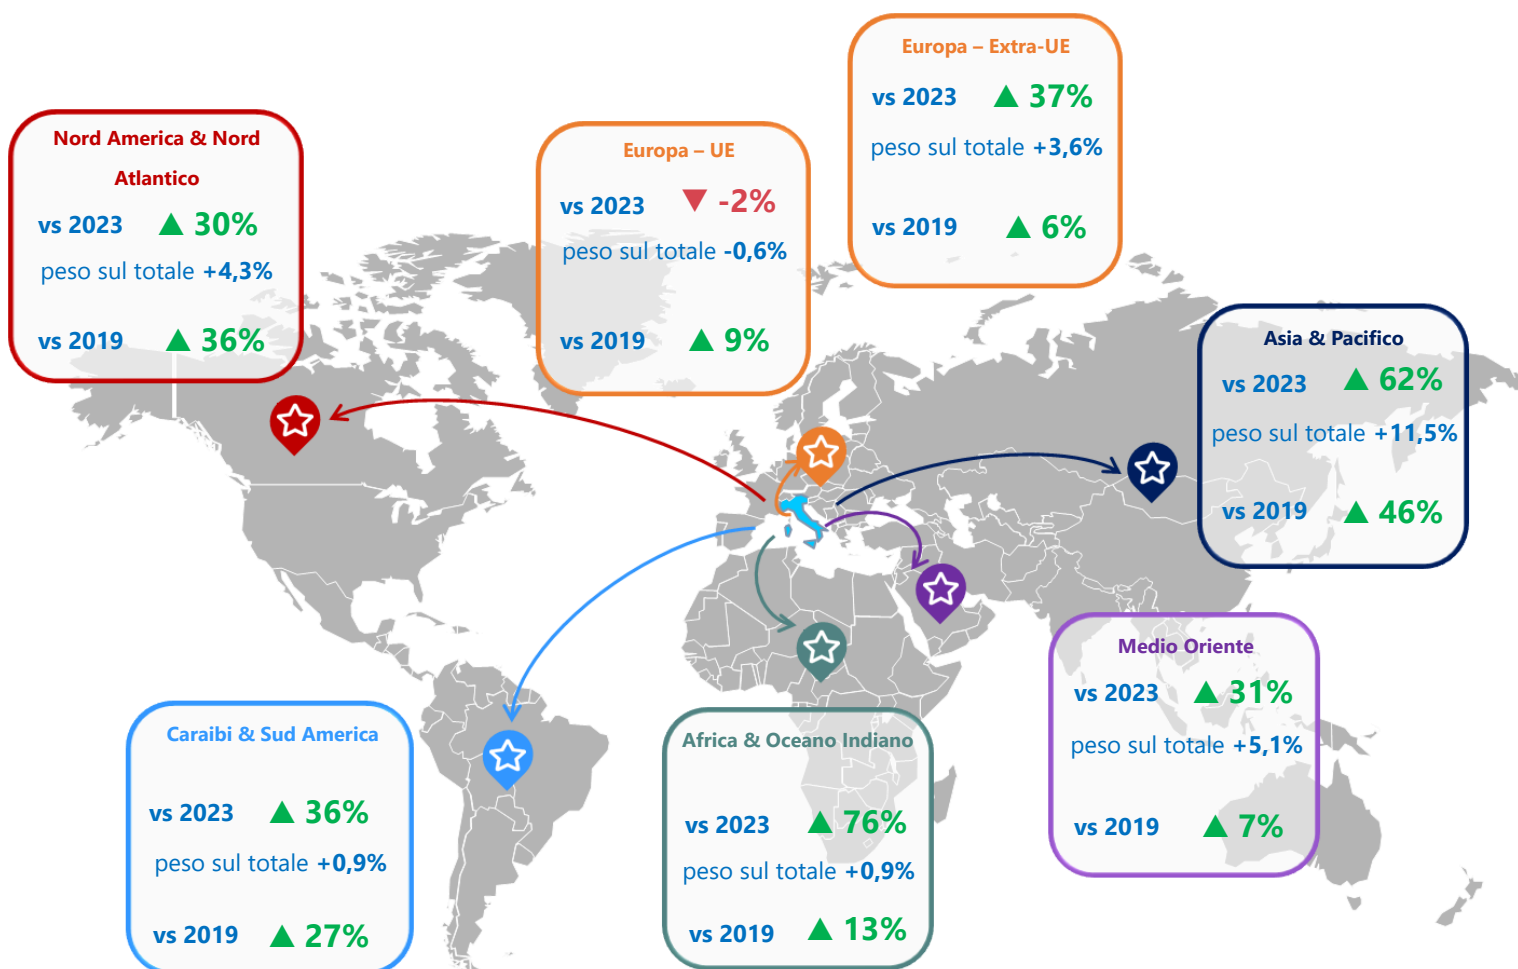 Europa – Extra-UE
vs 2023 ▲ 37%
peso sul totale +3,6%
vs 2019 ▲ 6%
Nord America & Nord
Atlantico
vs 2023 ▲ 30%
peso sul totale +4,3%
vs 2019 ▲ 36%
Europa – UE
vs 2023 ▼ -2%
peso sul totale -0,6%
vs 2019 ▲ 9%
Asia & Pacifico
vs 2023 ▲ 62%
peso sul totale +11,5%
vs 2019 ▲ 46%
Medio Oriente
vs 2023 ▲ 31%
peso sul totale +5,1%
vs 2019 ▲ 7%
Caraibi & Sud America
vs 2023 ▲ 36%
peso sul totale +0,9%
vs 2019 ▲ 27%
Africa & Oceano Indiano
vs 2023 ▲ 76%
peso sul totale +0,9%
vs 2019 ▲ 13%